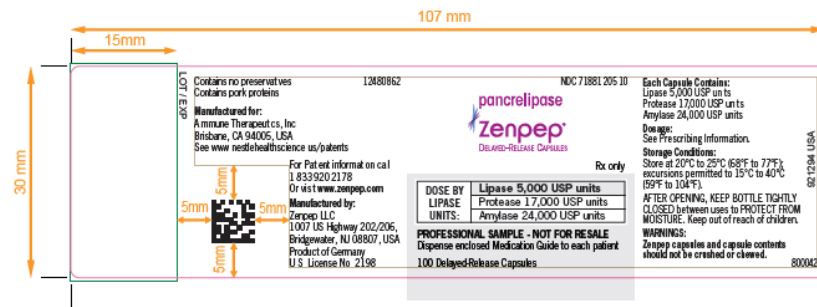 107 mm
15mm
30 mm
LOT / EXP
Contains no preservatives
Contains pork proteins
12480862
Manufactured for:
Aimmune Therapeutics, Inc
Brisbane, CA 94005, USA
See www nestlehealthscience us/patents
5mm
5mm
5mm
5mm
For Patent information call
1 833 920 2178
Or visit www.zenpep.com
Manufactured by:
Zenpep LLC
1007 US Highway 202/206,
Bridgewater, NJ 08807, USA
Product of Germany
U S License No 2198
NDC 71881 205 10
pancrelipase
Zenpep®
DELAYED-RELEASE CAPSULES
Rx only
DOSE BY LIPASE UNITS:
Lipase 5,000 USP units
Protease 17,000 USP units
Amylase 24,000 USP units
PROFESSIONAL SAMPLE - NOT FOR RESALE
Dispense enclosed Medication Guide to each patient
100 Delayed-Release Capsules
Each Capsule Contains:
Lipase 5,000 USP units
Protease 17,000 USP units
Amylase 24,000 USP units
Dosage:
See Prescribing Information.
Storage Conditions:
Store at 20°C to 25°C (68°F to 77°F);
excursions permitted to 15°C to 40°C
(59°F to 104°F).
AFTER OPENING, KEEP BOTTLE TIGHTLY
CLOSED between uses to PROTECT FROM
MOISTURE. Keep out of reach of children.
WARNINGS:
Zenpep capsules and capsule contents
should not be crushed or chewed.
921294 USA
800042